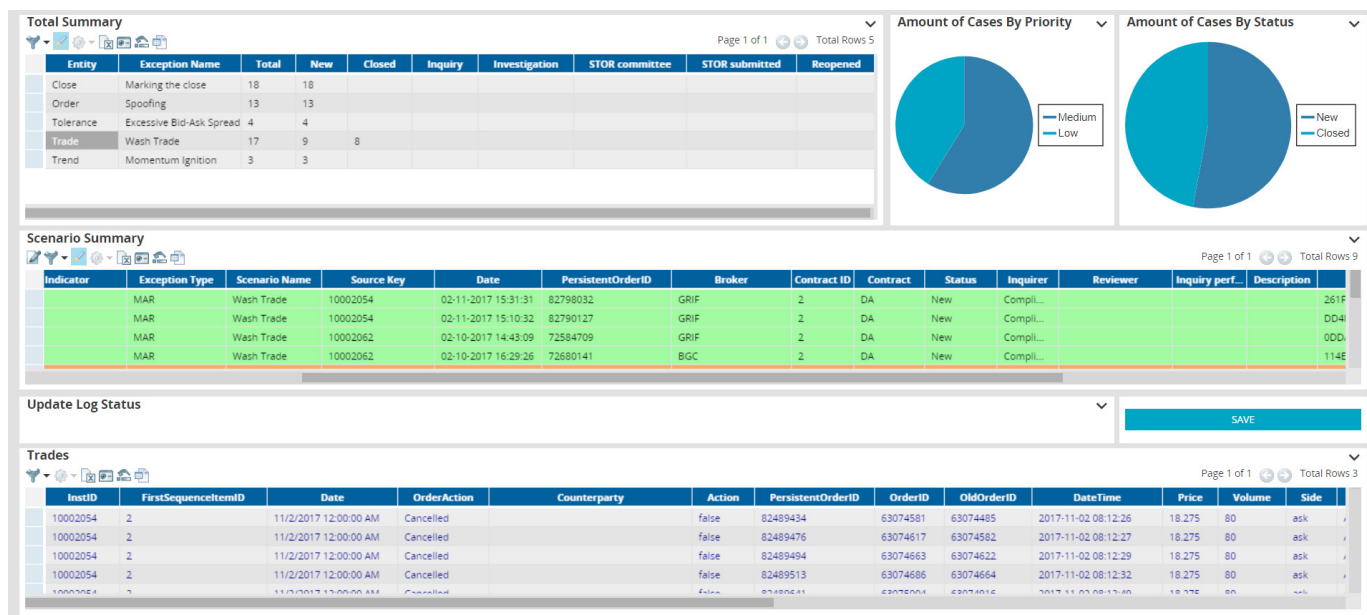 Total Summary
Page 1 of 1 Total Rows 5
Entity Exception Name Total New Closed Inquiry Investigation STOR committee STOR submitted Reopened
Close Marking the close 18 18
Order Spoofing 13 13
Tolerance Excessive Bid-Ask Spread 4 4
Trade Wash Trade 17 9 8
Trend Momentum Ignition 3 3
Amount of Cases By Priority
Medium
Low
Amount of Cases By Status
New
Closed
Scenario Summary
Page 1 of 1 Total Rows 9
Indicator Exception Type Scenario Name Source Key Date PersistentOrderID Broker Contract ID Contract Status Inquirer Reviewer Inquiry perf... Description
MAR Wash Trade 10002054 02-11-2017 15:31:31 82798032 GRIF 2 DA New Compli... 261F
MAR Wash Trade 10002054 02-11-2017 15:10:32 82790127 GRIF 2 DA New Compli...
MAR Wash Trade 10002062 02-10-2017 14:43:09 72584709 GRIF 2 DA New Compli...
MAR Wash Trade 10002062 02-10-2017 16:29:26 72680141 BGC 2 DA New Compli... 114E
Update Log Status
SAVE
Trades
Page 1 of 1 Total Rows 3
InstID FirstSequenceItemID Date OrderAction Counterparty Action PersistentOrderID OrderID OldOrderID DateTime Price Volume Side
10002054 2 11/2/2017 12:00:00 AM Cancelled false 82489434 63074581 63074485 2017-11-02 08:12:26 18.275 80 ask
10002054 2 11/2/2017 12:00:00 AM Cancelled false 82489476 63074617 63074582 2017-11-02 08:12:27 18.275 80 ask
10002054 2 11/2/2017 12:00:00 AM Cancelled false 82489494 63074663 63074622 2017-11-02 08:12:29 18.275 80 ask
10002054 2 11/2/2017 12:00:00 AM Cancelled false 82489513 63074686 63074664 2017-11-02 08:12:32 18.275 80 ask